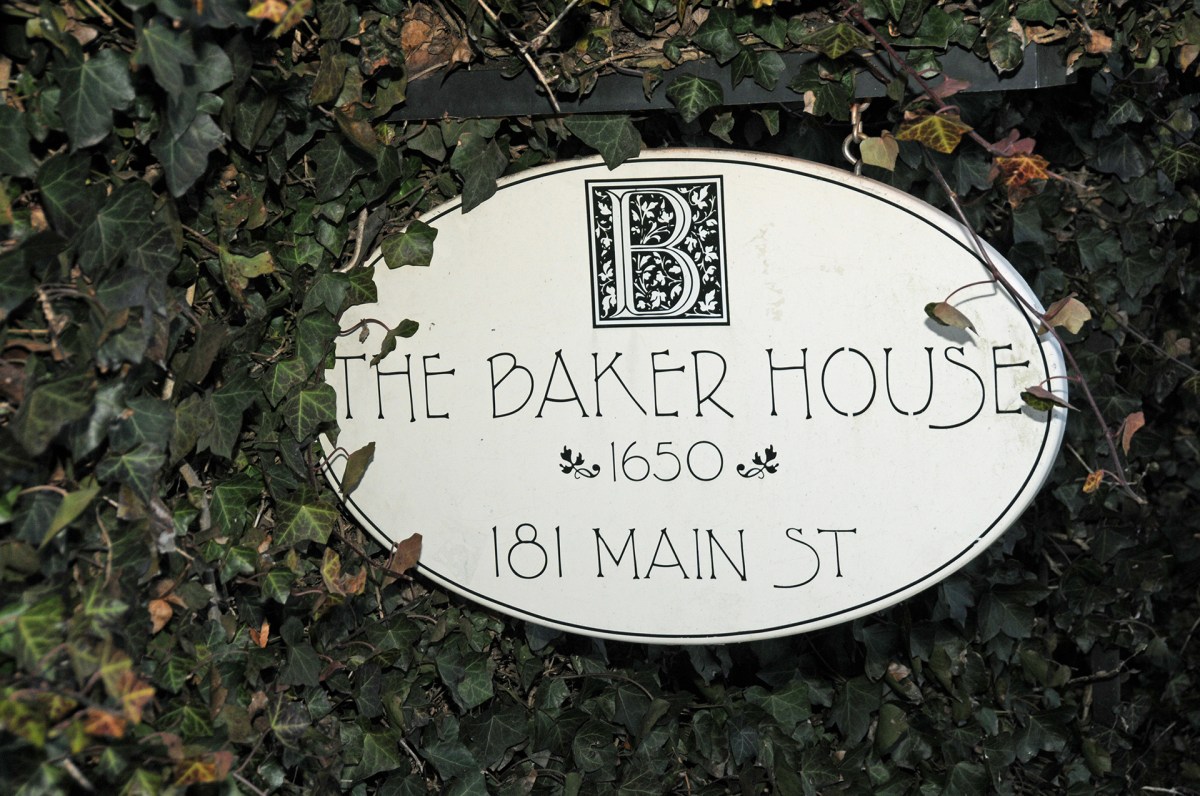 B
THE BAKER HOUSE
1650
181 MAIN ST